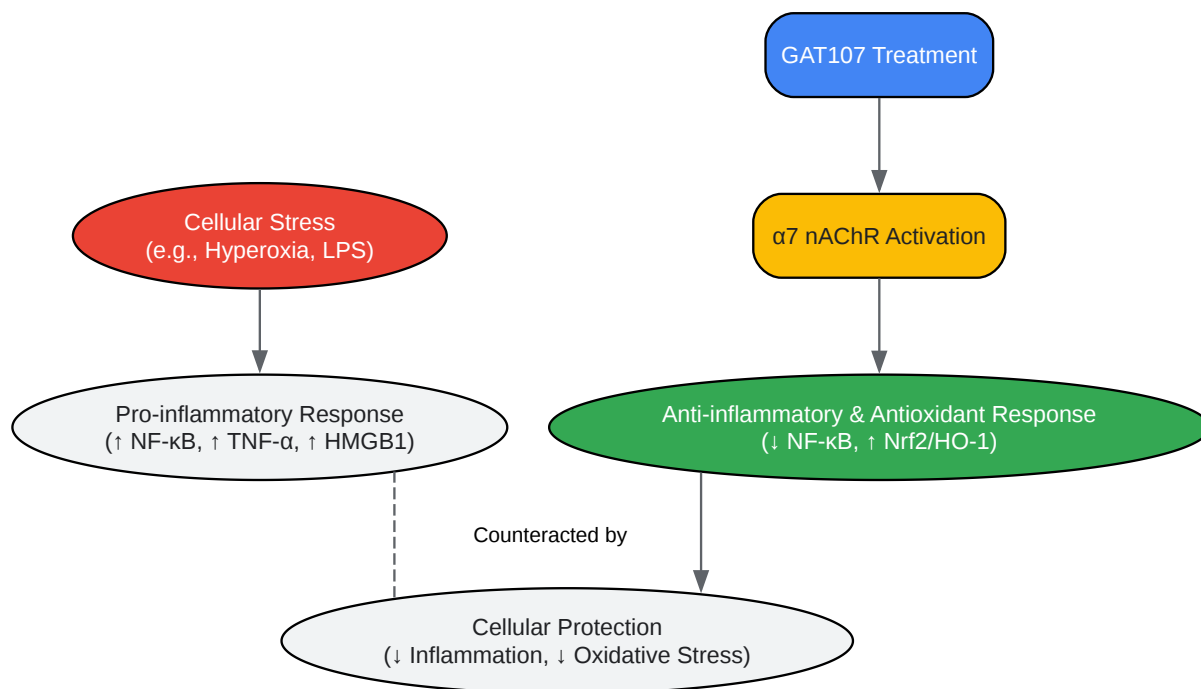 GAT107 Treatment
Cellular Stress
(e.g., Hyperoxia, LPS)
α7 nAChR Activation
Pro-inflammatory Response
(↑ NF-κB, ↑ TNF-α, ↑ HMGB1)
Anti-inflammatory & Antioxidant Response
(↓ NF-κB, ↑ Nrf2/HO-1)
Counteracted by
Cellular Protection
(↓ Inflammation, ↓ Oxidative Stress)